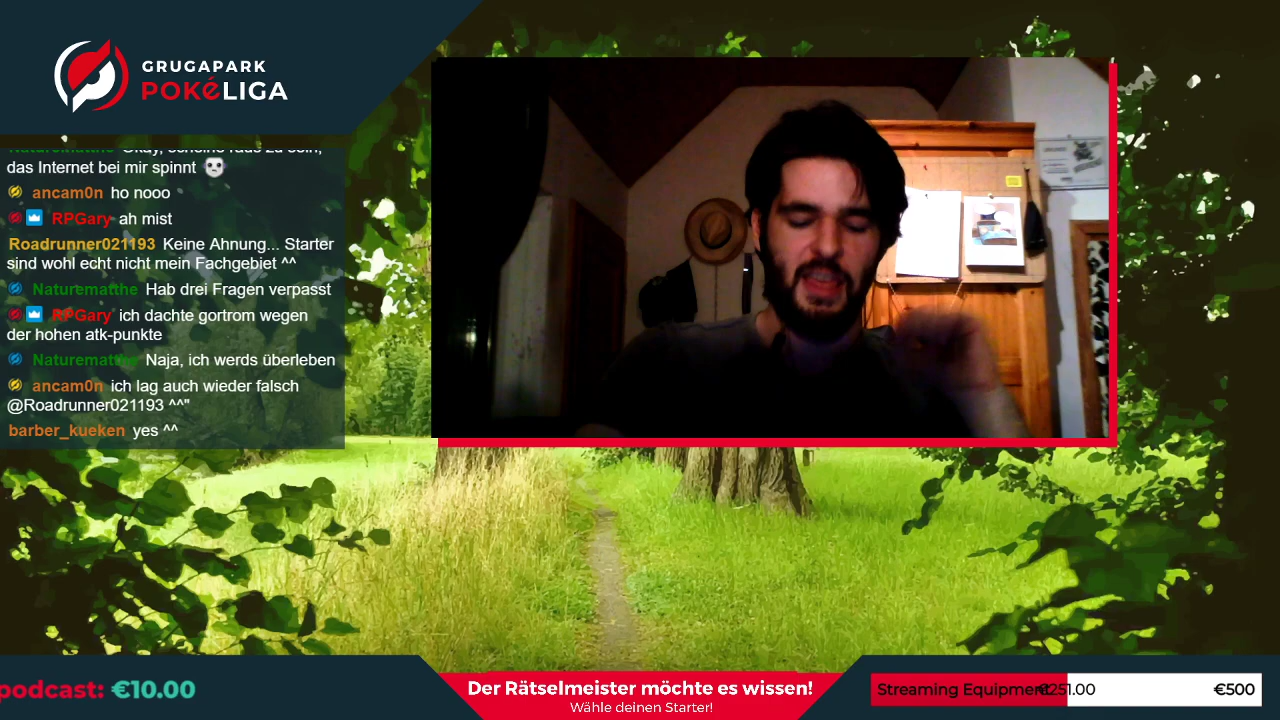 GRUGAPARK
POKéLIGA
das Internet bei mir spinnt
ancam0n ho nooo
RPGary ah mist
Roadrunner021193 Keine Ahnung... Starter
sind wohl echt nicht mein Fachgebiet ^^
Naturematthe Hab drei Fragen verpasst
RPGary ich dachte gortrom wegen
der hohen atk-punkte
Naturematthe Naja, ich werds überleben
ancam0n ich lag auch wieder falsch
@Roadrunner021193 ^^"
barber_kueken yes ^^
podcast: €10.00
Der Rätselmeister möchte es wissen!
Wähle deinen Starter!
Streaming Equipment €251.00 €500